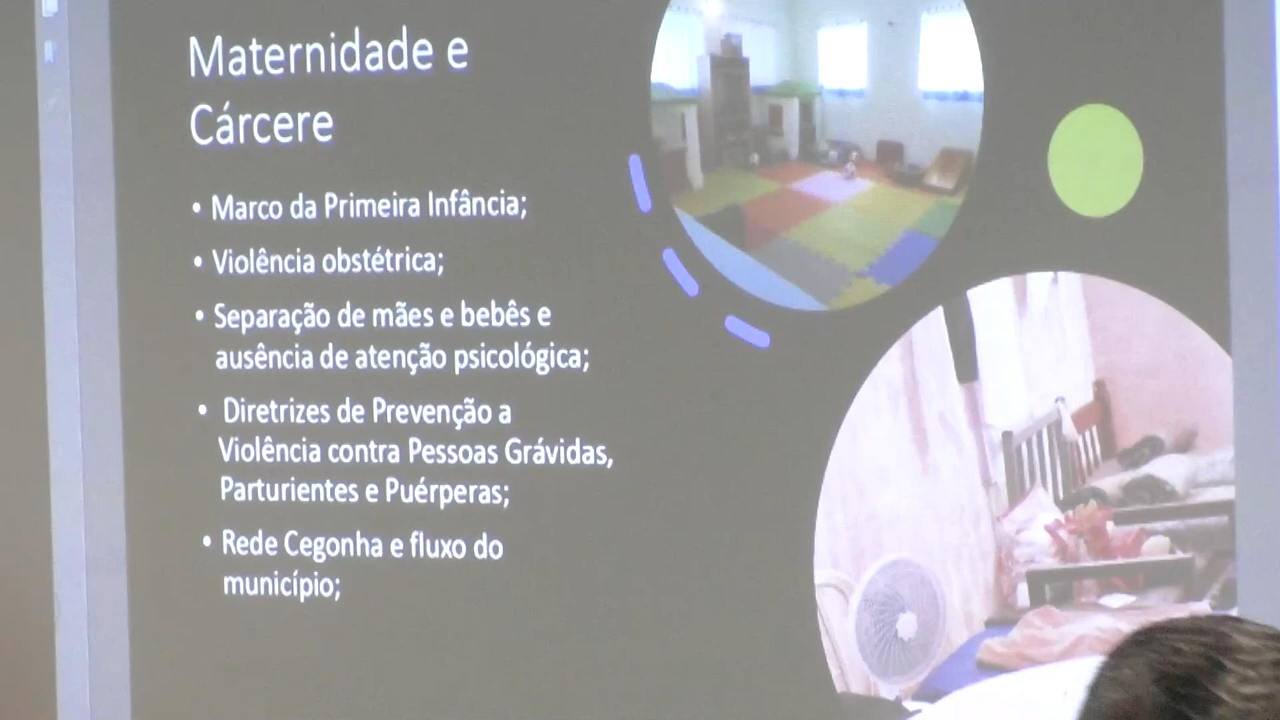 Maternidade e
Cárcere
• Marco da Primeira Infância;
• Violência obstétrica;
• Separação de mães e bebês e
ausência de atenção psicológica;
• Diretrizes de Prevenção a
Violência contra Pessoas Grávidas,
Parturientes e Puérperas;
• Rede Cegonha e fluxo do
município;